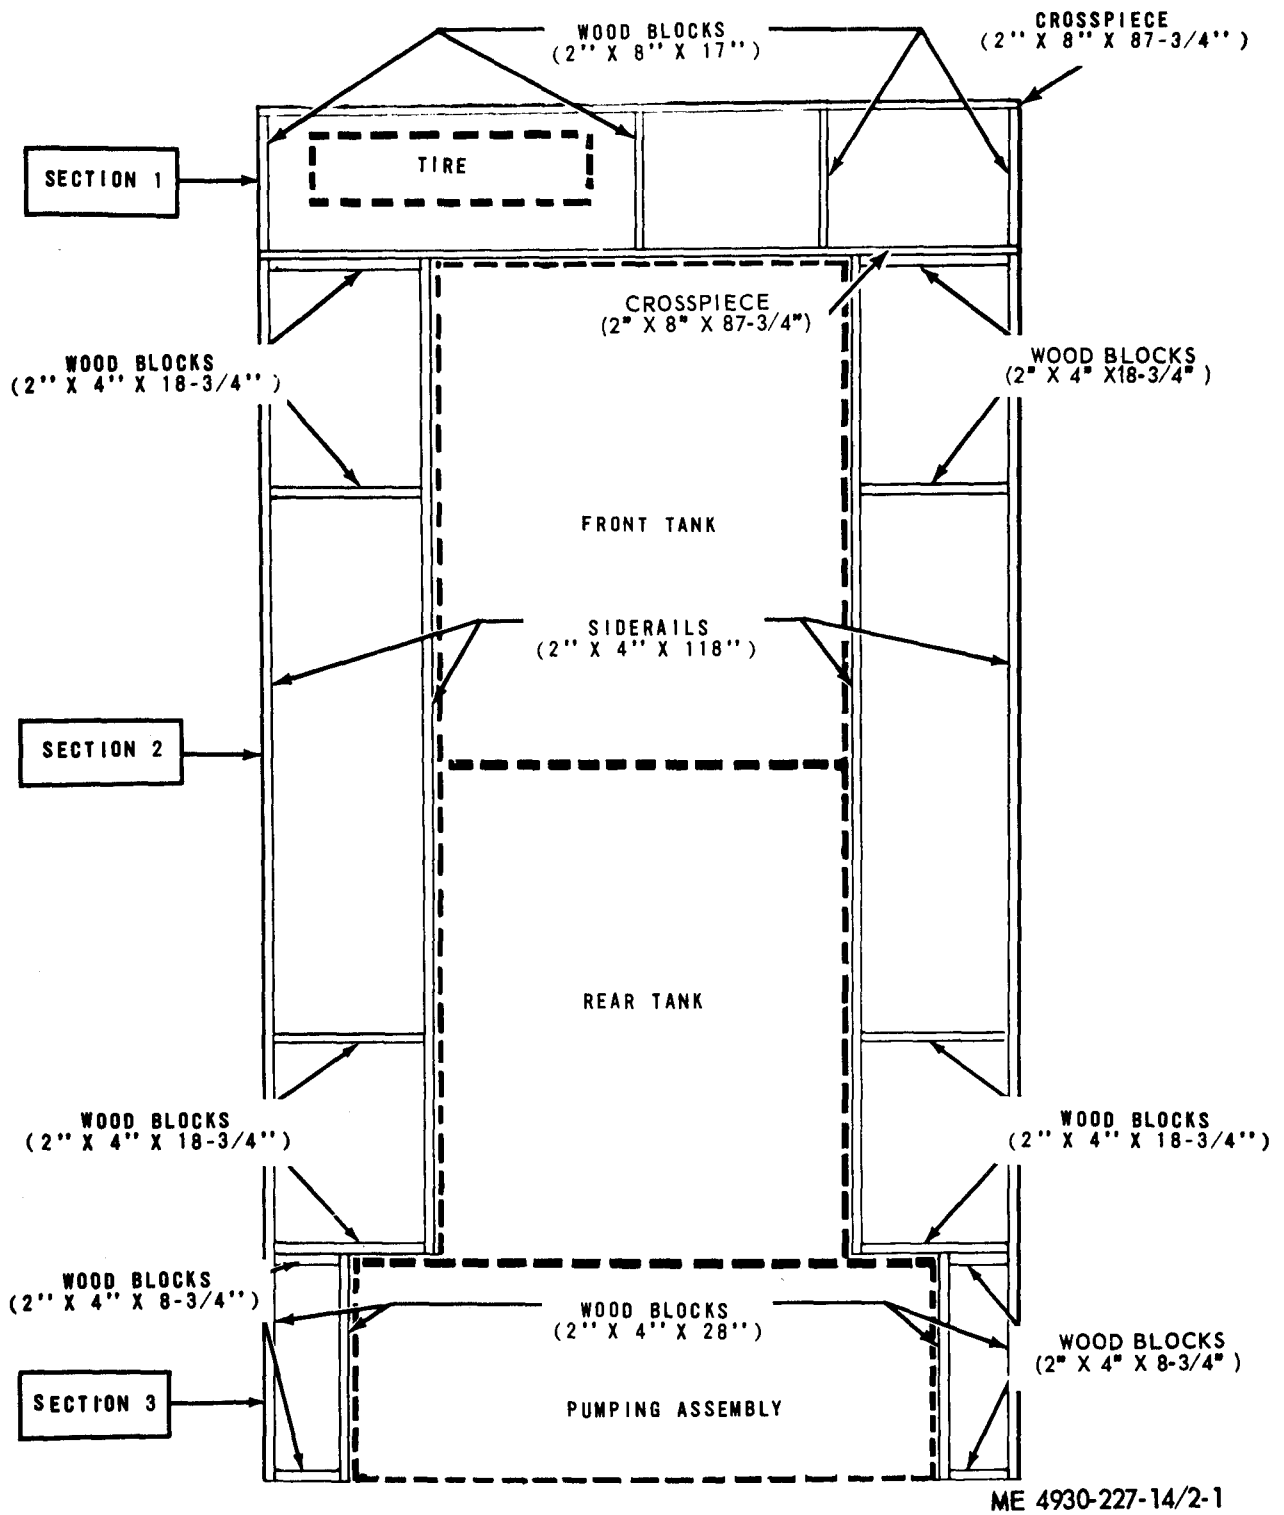 WOOD BLOCKS
(2" X 8" X 17")
CROSSPIECE
(2" X 8" X 87-3/4")
TIRE
SECTION 1
CROSSPIECE
(2" X 8" X 87-3/4")
WOOD BLOCKS
(2" X 4" X 18-3/4")
WOOD BLOCKS
(2" X 4" X18-3/4")
FRONT TANK
SIDERAILS
(2" X 4" X 118")
SECTION 2
REAR TANK
WOOD BLOCKS
(2" X 4" X 18-3/4")
WOOD BLOCKS
(2" X 4" X 18-3/4")
WOOD BLOCKS
(2" X 4" X 8-3/4")
WOOD BLOCKS
(2" X 4" X 28")
WOOD BLOCKS
(2" X 4" X 8-3/4")
SECTION 3
PUMPING ASSEMBLY
ME 4930-227-14/2-1